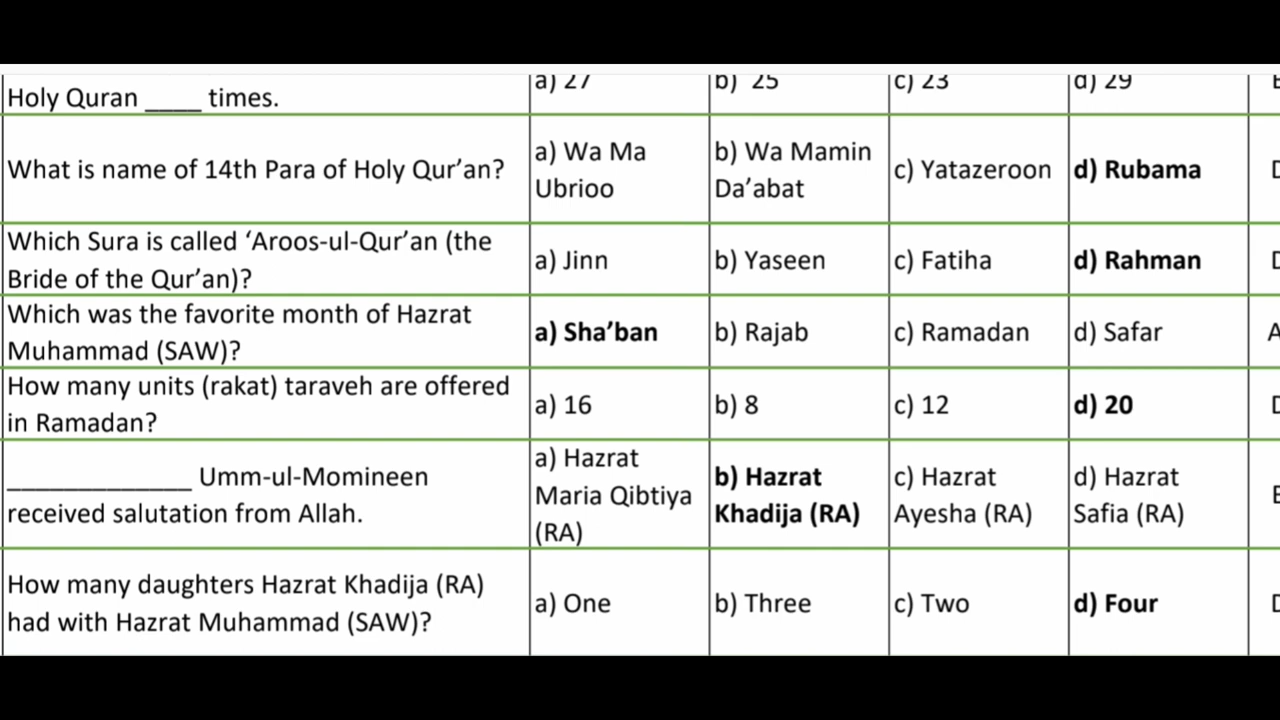 Holy Quran ____ times.
a) 27
b) 25
c) 23
d) 29
What is name of 14th Para of Holy Qur’an?
a) Wa Ma
Ubrioo
b) Wa Mamin
Da’abat
c) Yatazeroon
d) Rubama
Which Sura is called ‘Aroos-ul-Qur’an (the
Bride of the Qur’an)?
a) Jinn
b) Yaseen
c) Fatiha
d) Rahman
Which was the favorite month of Hazrat
Muhammad (SAW)?
a) Sha’ban
b) Rajab
c) Ramadan
d) Safar
A
How many units (rakat) taraveh are offered
in Ramadan?
a) 16
b) 8
c) 12
d) 20
_____________ Umm-ul-Momineen
received salutation from Allah.
a) Hazrat
Maria Qibtiya
(RA)
b) Hazrat
Khadija (RA)
c) Hazrat
Ayesha (RA)
d) Hazrat
Safia (RA)
How many daughters Hazrat Khadija (RA)
had with Hazrat Muhammad (SAW)?
a) One
b) Three
c) Two
d) Four